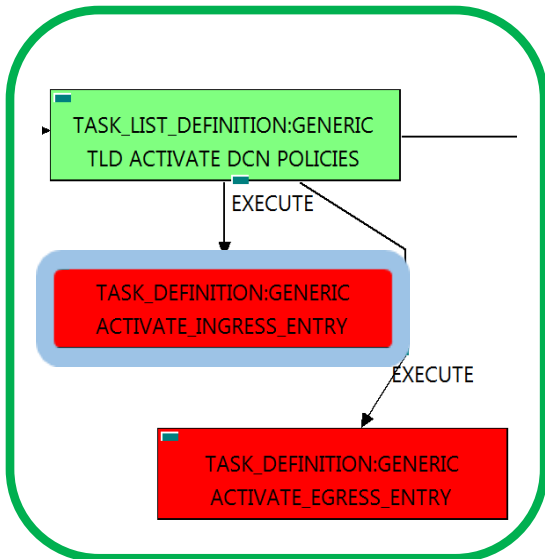 TASK_LIST_DEFINITION:GENERIC
TLD ACTIVATE DCN POLICIES
EXECUTE
TASK_DEFINITION:GENERIC
ACTIVATE_INGRESS_ENTRY
EXECUTE
TASK_DEFINITION:GENERIC
ACTIVATE_EGRESS_ENTRY